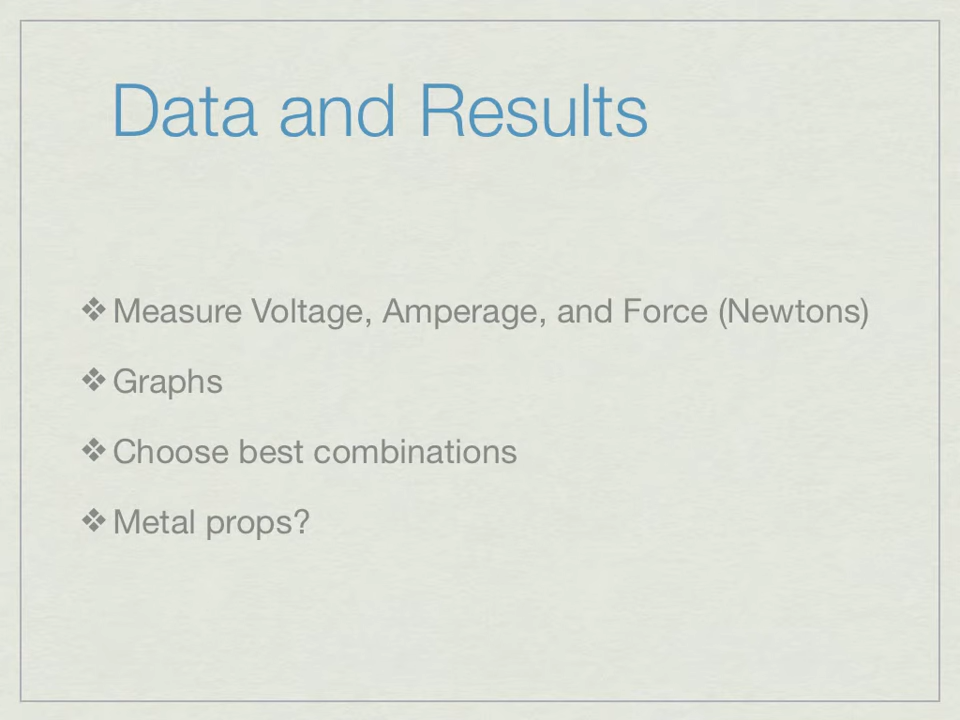 Data and Results
❖ Measure Voltage, Amperage, and Force (Newtons)
❖ Graphs
❖ Choose best combinations
❖ Metal props?